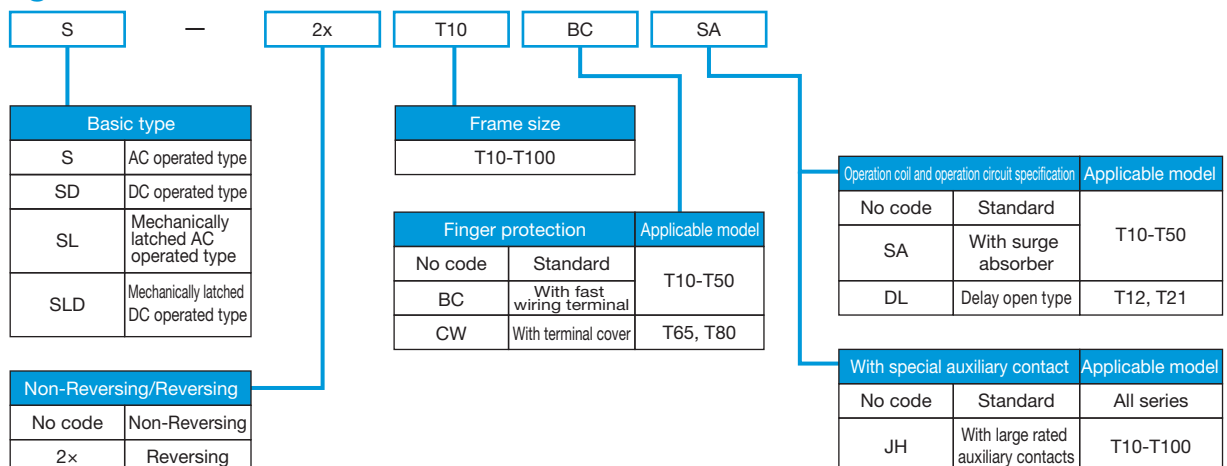 S — 2x T10 BC SA
Basic type
S AC operated type
SD DC operated type
SL Mechanically
latched AC
operated type
SLD Mechanically latched
DC operated type
Non-Reversing/Reversing
No code Non-Reversing
2× Reversing
Frame size
T10-T100
Finger protection Applicable model
No code Standard
T10-T50
BC With fast
wiring terminal
CW With terminal cover T65, T80
Operation coil and operation circuit specification Applicable model
No code Standard
T10-T50
SA With surge
absorber
DL Delay open type T12, T21
With special auxiliary contact Applicable model
No code Standard All series
JH With large rated
auxiliary contacts T10-T100